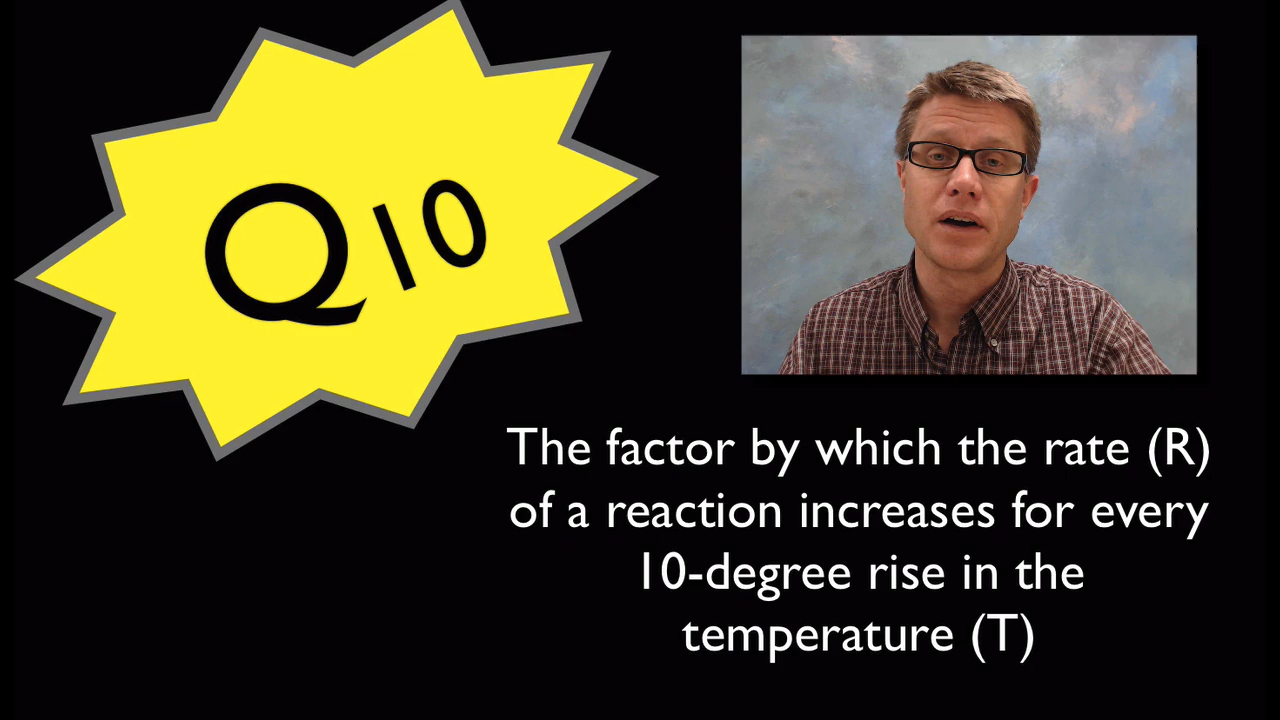 Q10
The factor by which the rate (R)
of a reaction increases for every
10-degree rise in the
temperature (T)